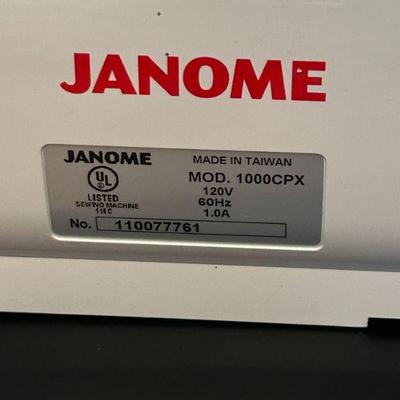 JANOME
JANOME MADE IN TAIWAN
UL MOD. 1000CPX
LISTED 120V
SEWING MACHINE 60Hz
1.0A
No. 110077761